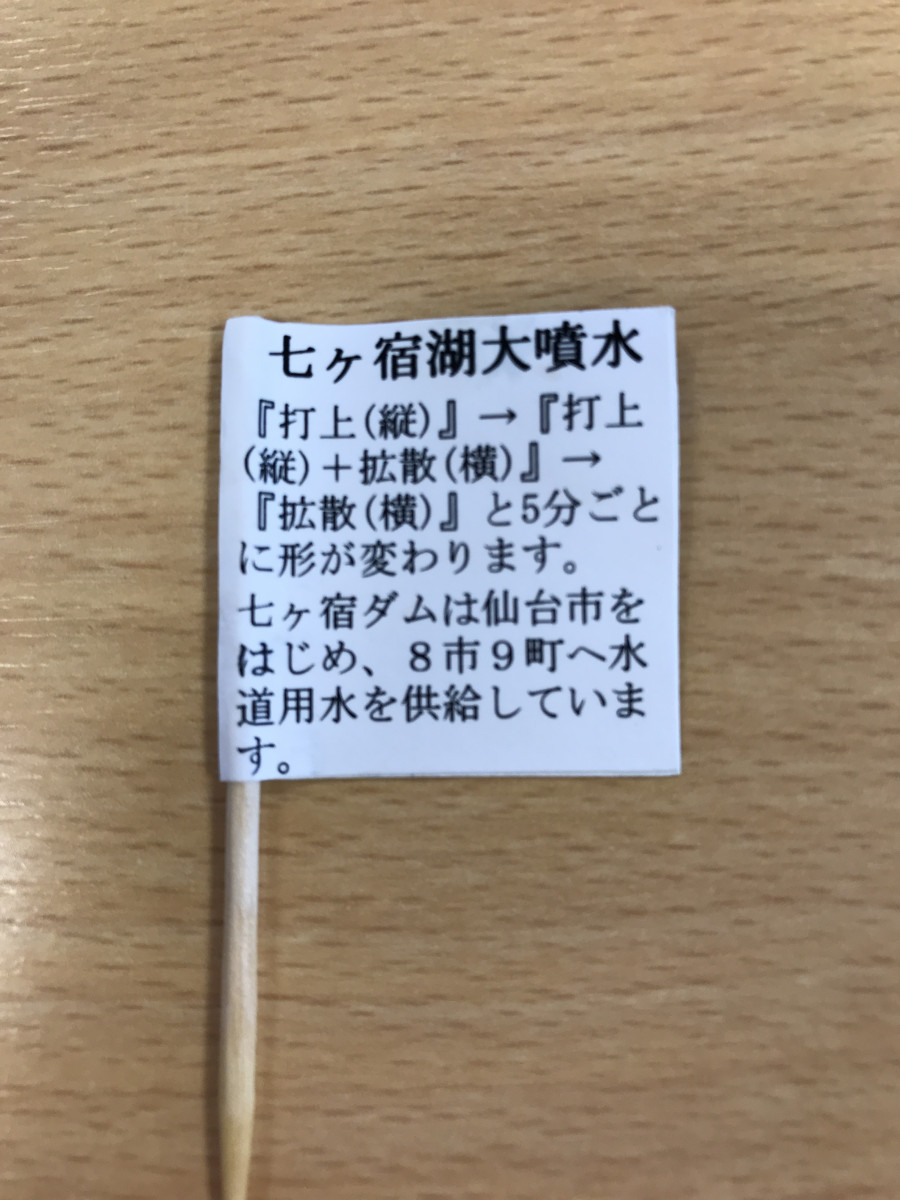 七ヶ宿湖大噴水
『打上(縦)』→『打上
(縦)＋拡散(横)』→
『拡散(横)』と5分ごと
に形が変わります。
七ヶ宿ダムは仙台市を
はじめ、８市９町へ水
道用水を供給していま
す。